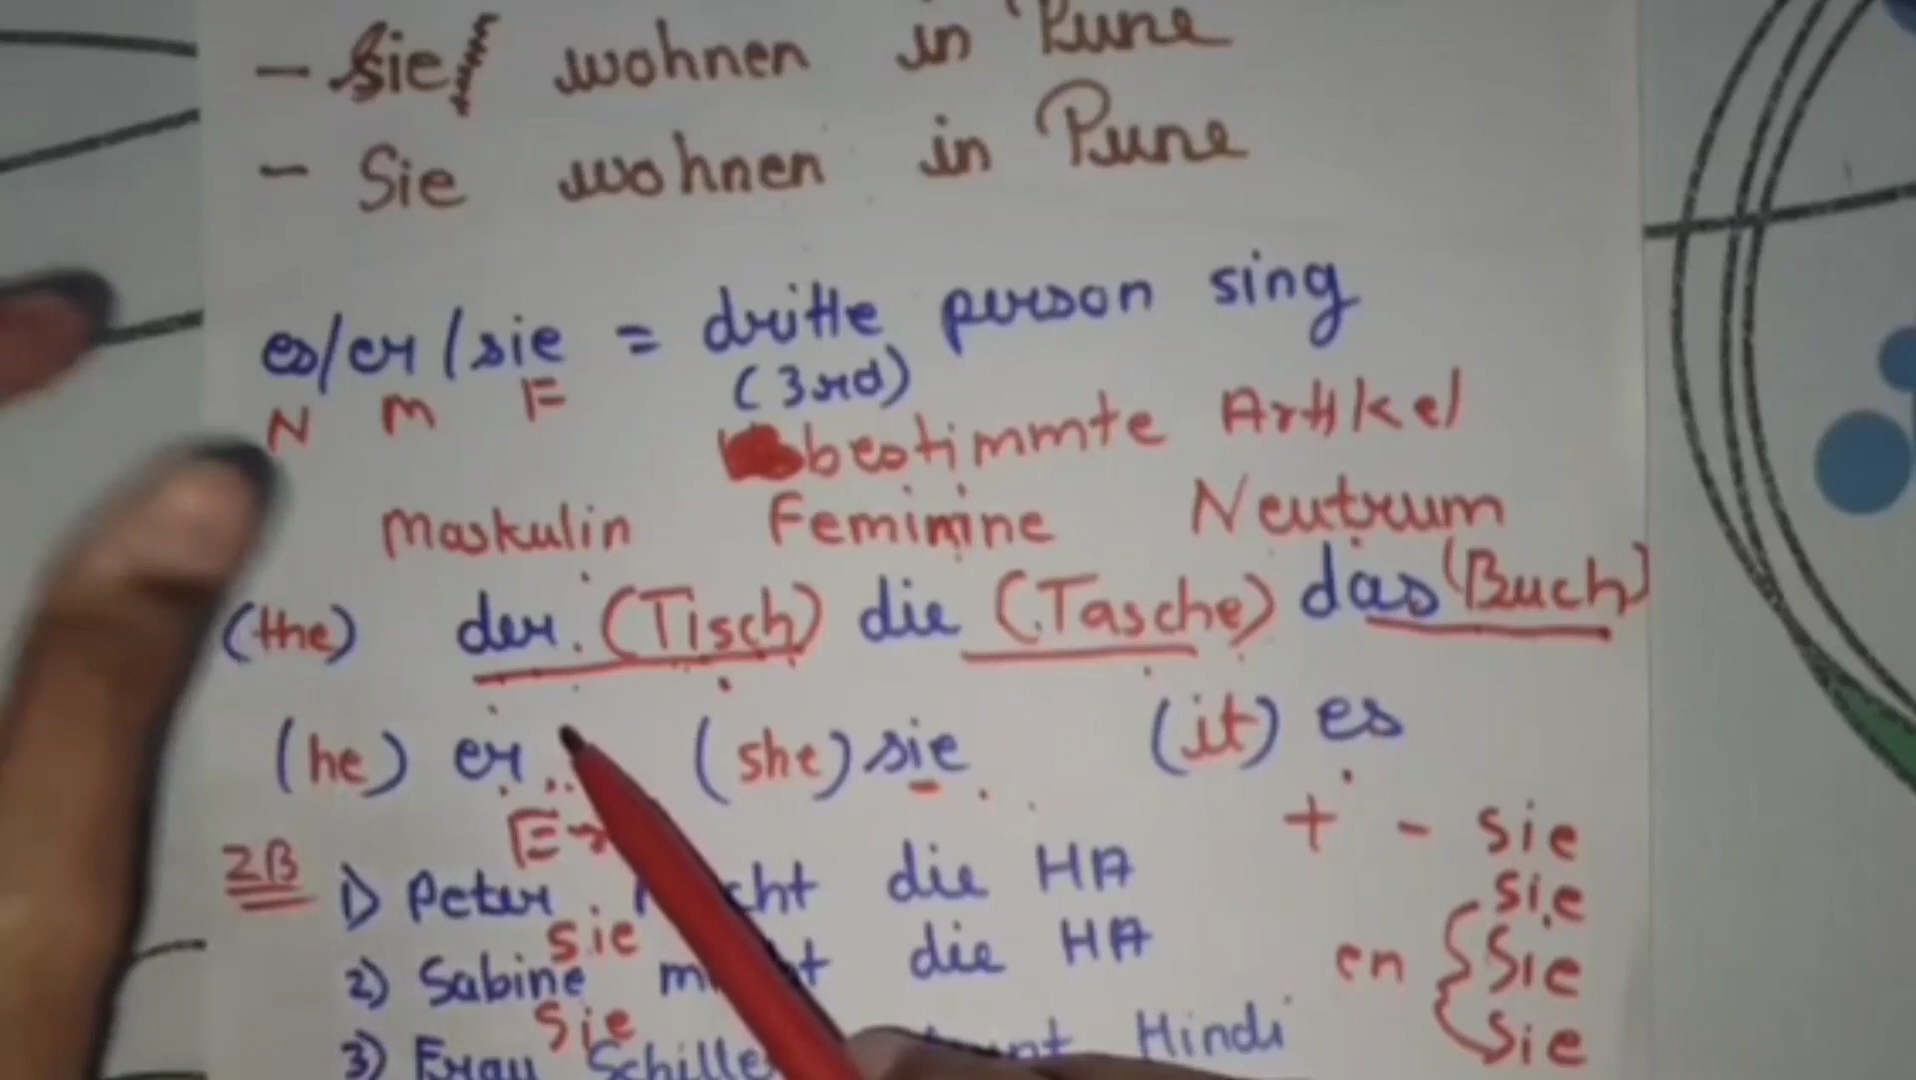 - sie wohnen in Pune
- Sie wohnen in Pune
es/er/sie = dritte person sing
N M F (3rd)
bestimmte Artikel
Maskulin Feminine Neutrum
(the) der (Tisch) die (Tasche) das (Buch)
(he) er (she) sie (it) es
Er + - sie
ZB 1) Peter die HA sie
sie
2) Sabine die HA en Sie
Sie
3) Frau Hindi Sie